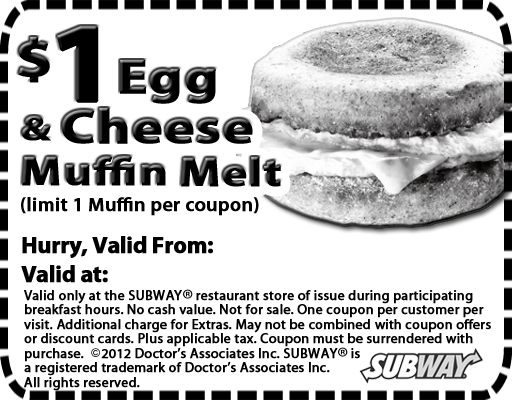 $1 Egg
& Cheese
Muffin Melt
(limit 1 Muffin per coupon)
Hurry, Valid From:
Valid at:
Valid only at the SUBWAY® restaurant store of issue during participating
breakfast hours. No cash value. Not for sale. One coupon per customer per
visit. Additional charge for Extras. May not be combined with coupon offers
or discount cards. Plus applicable tax. Coupon must be surrendered with
purchase. ©2012 Doctor's Associates Inc. SUBWAY® is
a registered trademark of Doctor's Associates Inc.
All rights reserved.
SUBWAY